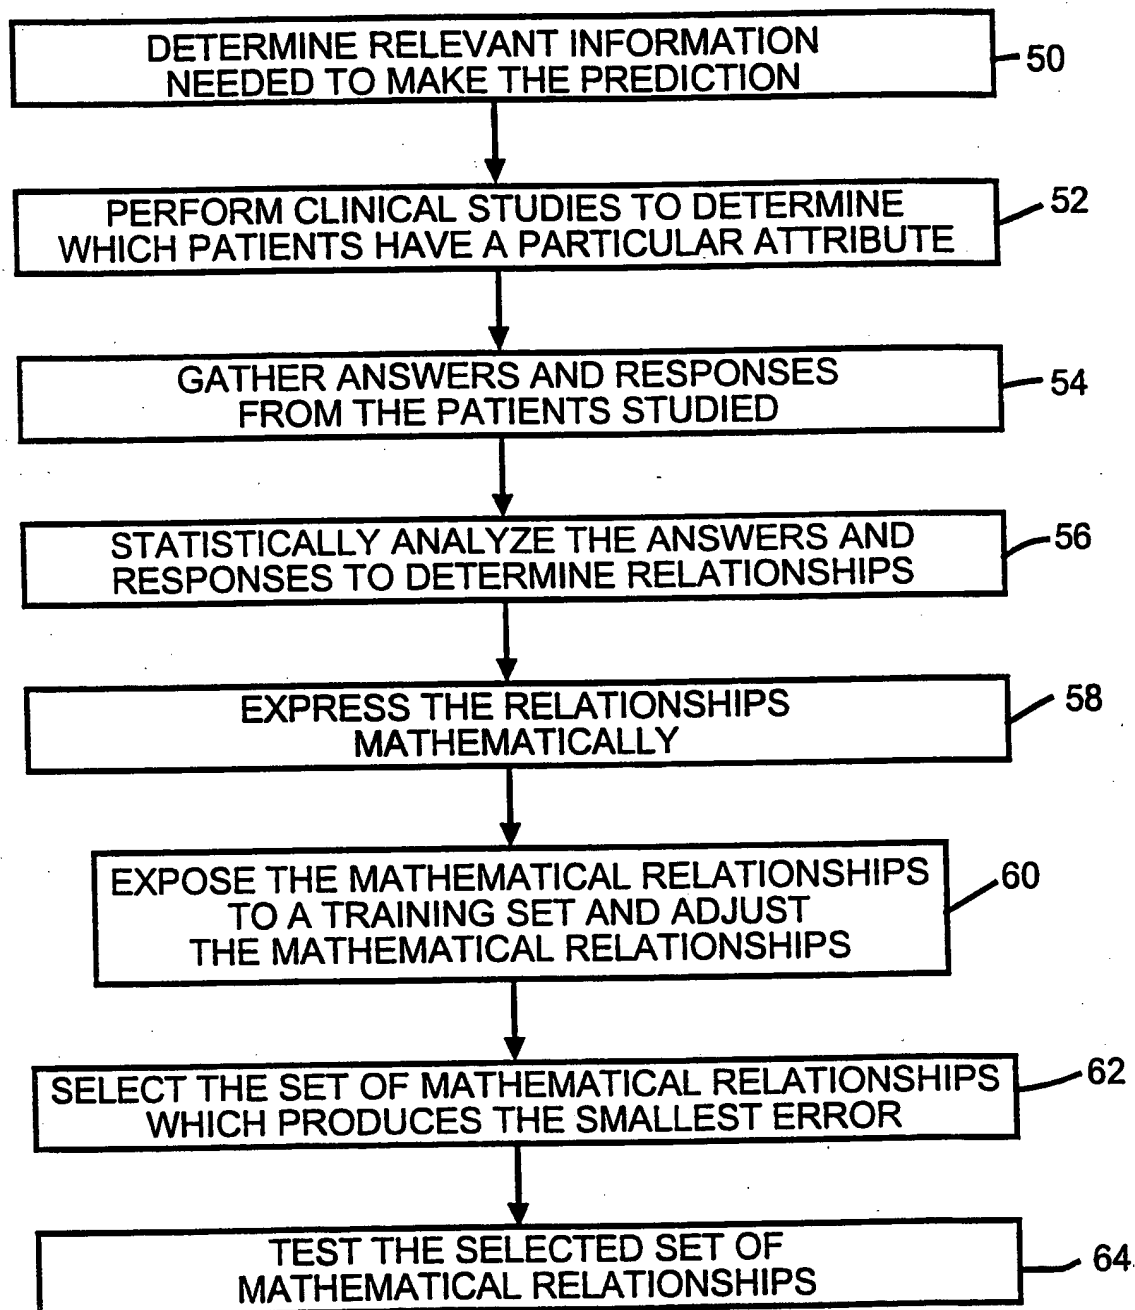 DETERMINE RELEVANT INFORMATION
NEEDED TO MAKE THE PREDICTION
50
PERFORM CLINICAL STUDIES TO DETERMINE
WHICH PATIENTS HAVE A PARTICULAR ATTRIBUTE
52
GATHER ANSWERS AND RESPONSES
FROM THE PATIENTS STUDIED
54
STATISTICALLY ANALYZE THE ANSWERS AND
RESPONSES TO DETERMINE RELATIONSHIPS
56
EXPRESS THE RELATIONSHIPS
MATHEMATICALLY
58
EXPOSE THE MATHEMATICAL RELATIONSHIPS
TO A TRAINING SET AND ADJUST
THE MATHEMATICAL RELATIONSHIPS
60
SELECT THE SET OF MATHEMATICAL RELATIONSHIPS
WHICH PRODUCES THE SMALLEST ERROR
62
TEST THE SELECTED SET OF
MATHEMATICAL RELATIONSHIPS
64